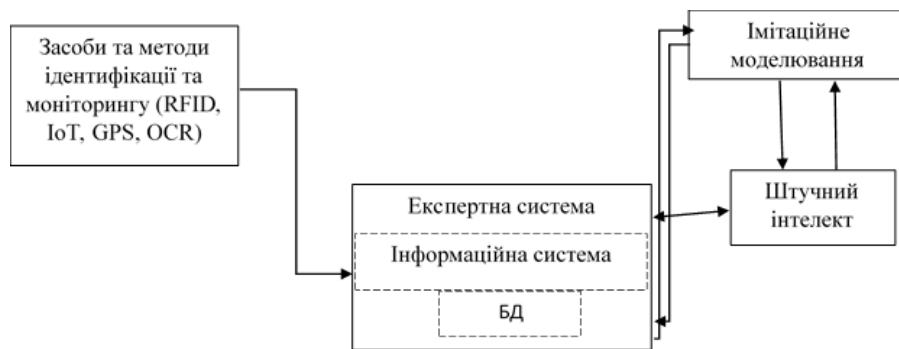 Засоби та методи
ідентифікації та
моніторингу (RFID,
IoT, GPS, OCR)
Імітаційне
моделювання
Штучний
інтелект
Експертна система
Інформаційна система
БД